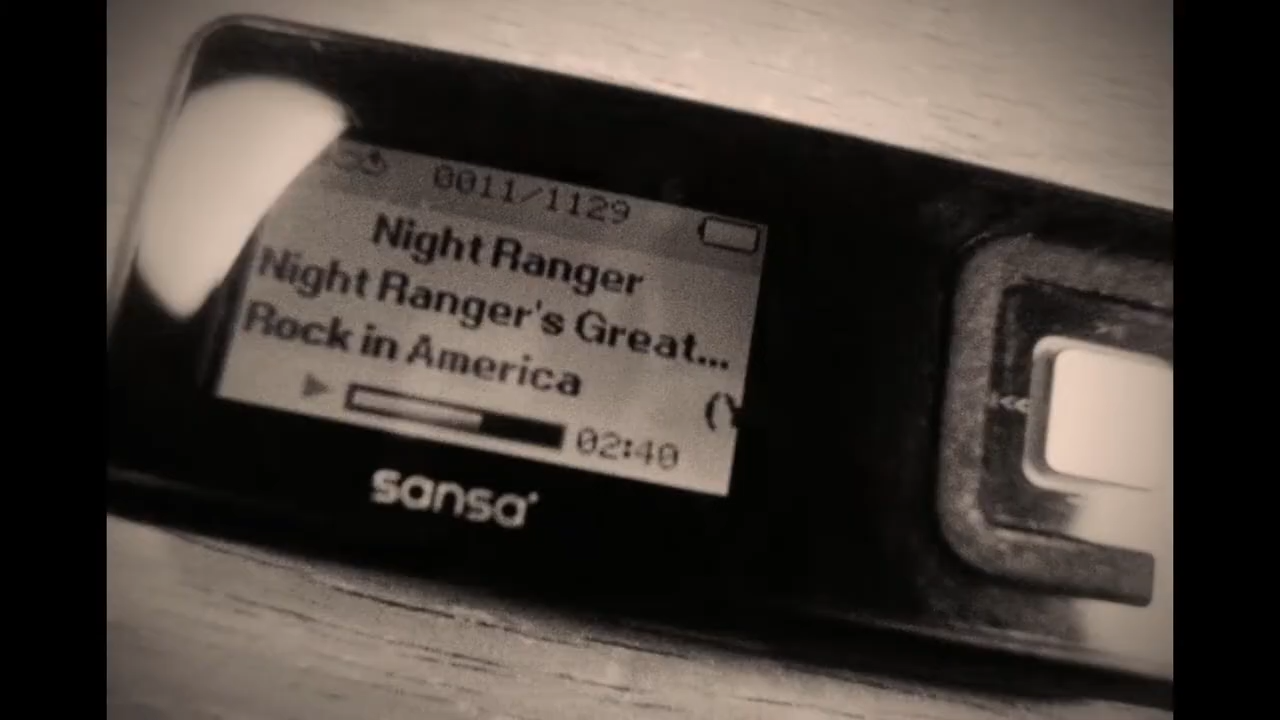 0011/1129
Night Ranger
Night Ranger's Great...
Rock in America
02:40
sansa